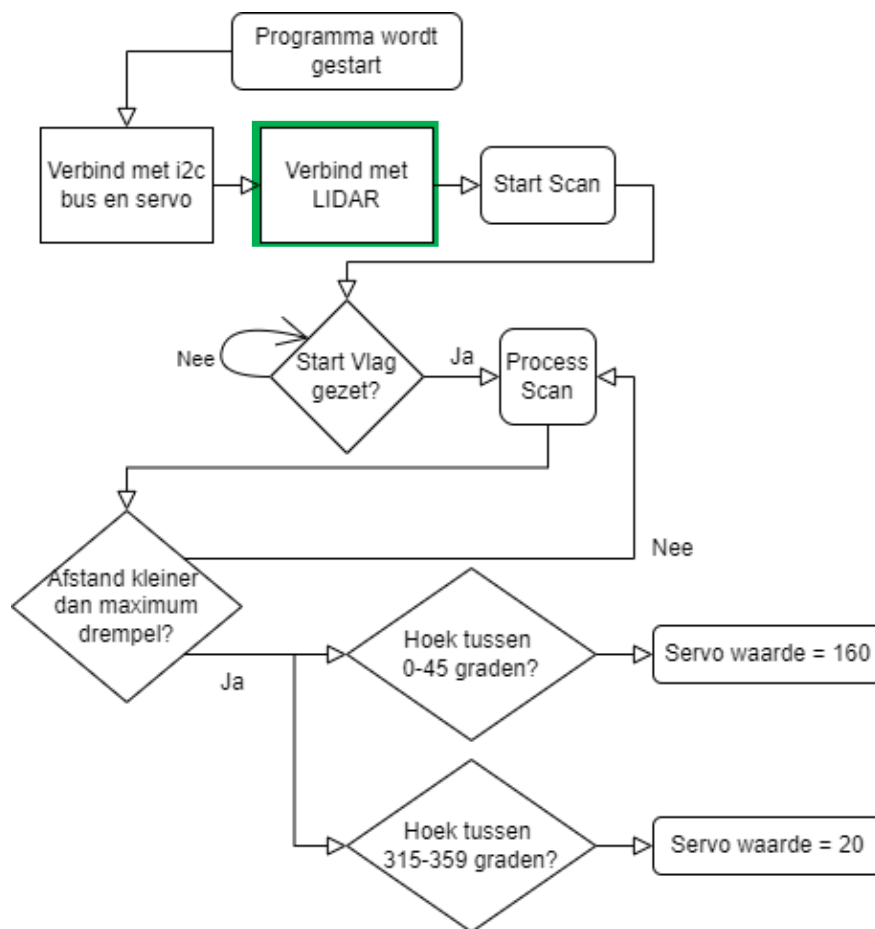 Programma wordt
gestart
Verbind met i2c
bus en servo
Verbind met
LIDAR
Start Scan
Nee
Start Vlag
gezet?
Ja
Process
Scan
Afstand kleiner
dan maximum
drempel?
Nee
Ja
Hoek tussen
0-45 graden?
Servo waarde = 160
Hoek tussen
315-359 graden?
Servo waarde = 20